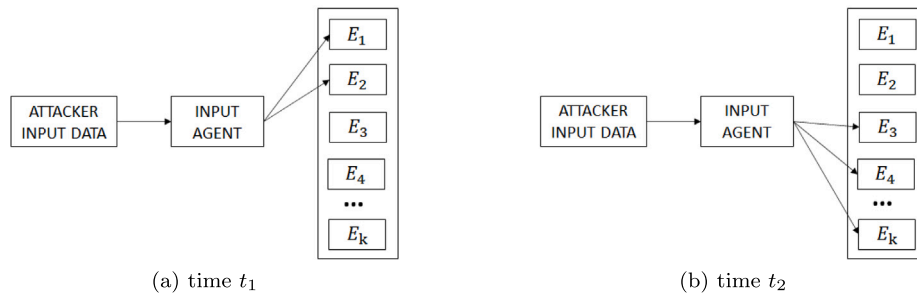 ATTACKER
INPUT DATA
INPUT
AGENT
E₁
E₂
E₃
E₄
...
Eₖ
(a) time t₁
ATTACKER
INPUT DATA
INPUT
AGENT
E₁
E₂
E₃
E₄
...
Eₖ
(b) time t₂